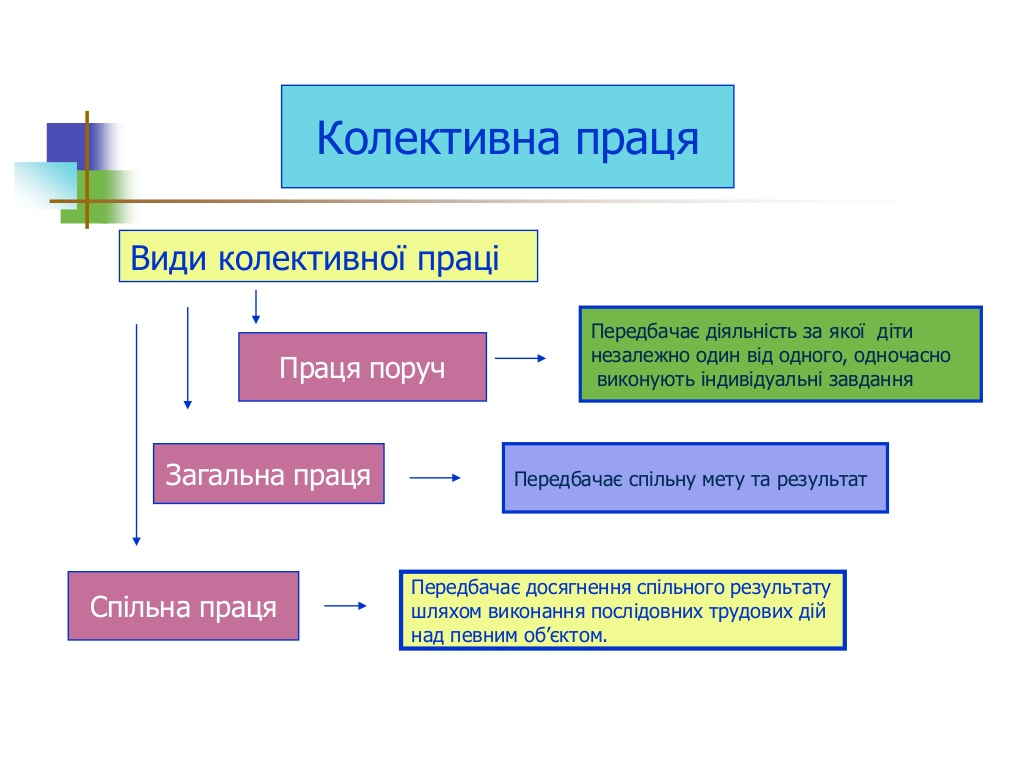 Колективна праця
Види колективної праці
Праця поруч
Передбачає діяльність за якої діти
незалежно один від одного, одночасно
виконують індивідуальні завдання
Загальна праця
Передбачає спільну мету та результат
Спільна праця
Передбачає досягнення спільного результату
шляхом виконання послідовних трудових дій
над певним об’єктом.